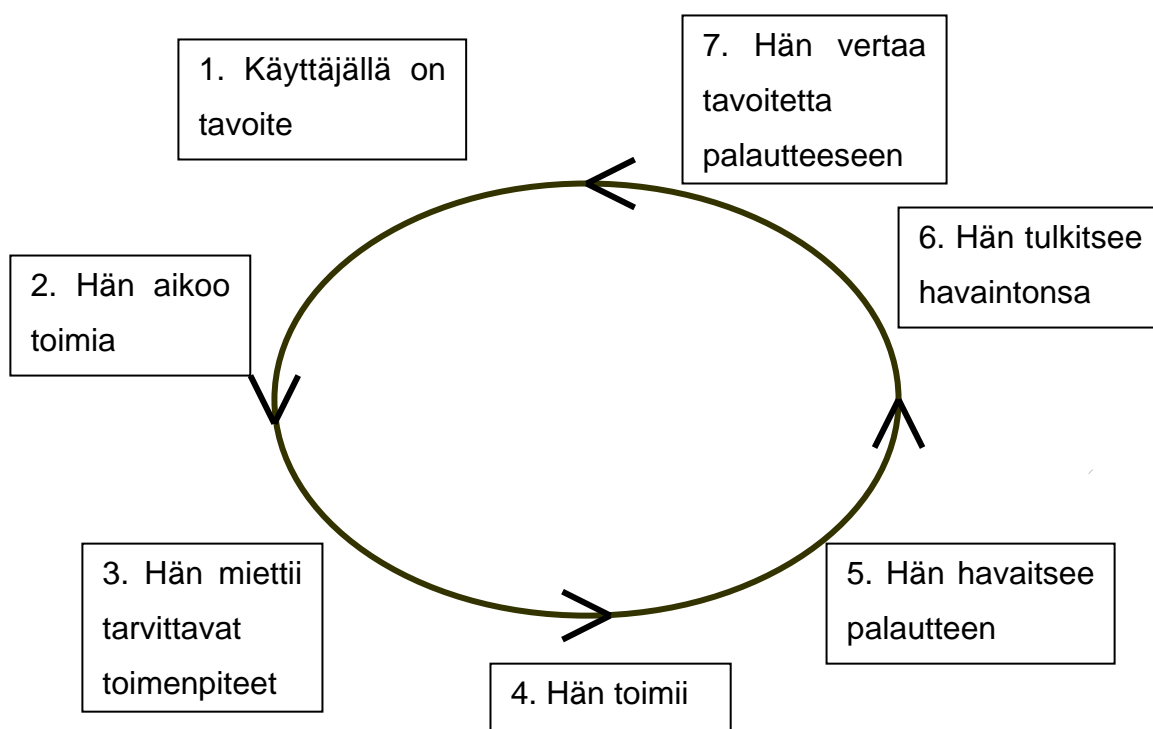 1. Käyttäjällä on
tavoite
2. Hän aikoo
toimia
3. Hän miettii
tarvittavat
toimenpiteet
4. Hän toimii
5. Hän havaitsee
palautteen
6. Hän tulkitsee
havaintonsa
7. Hän vertaa
tavoitetta
palautteeseen